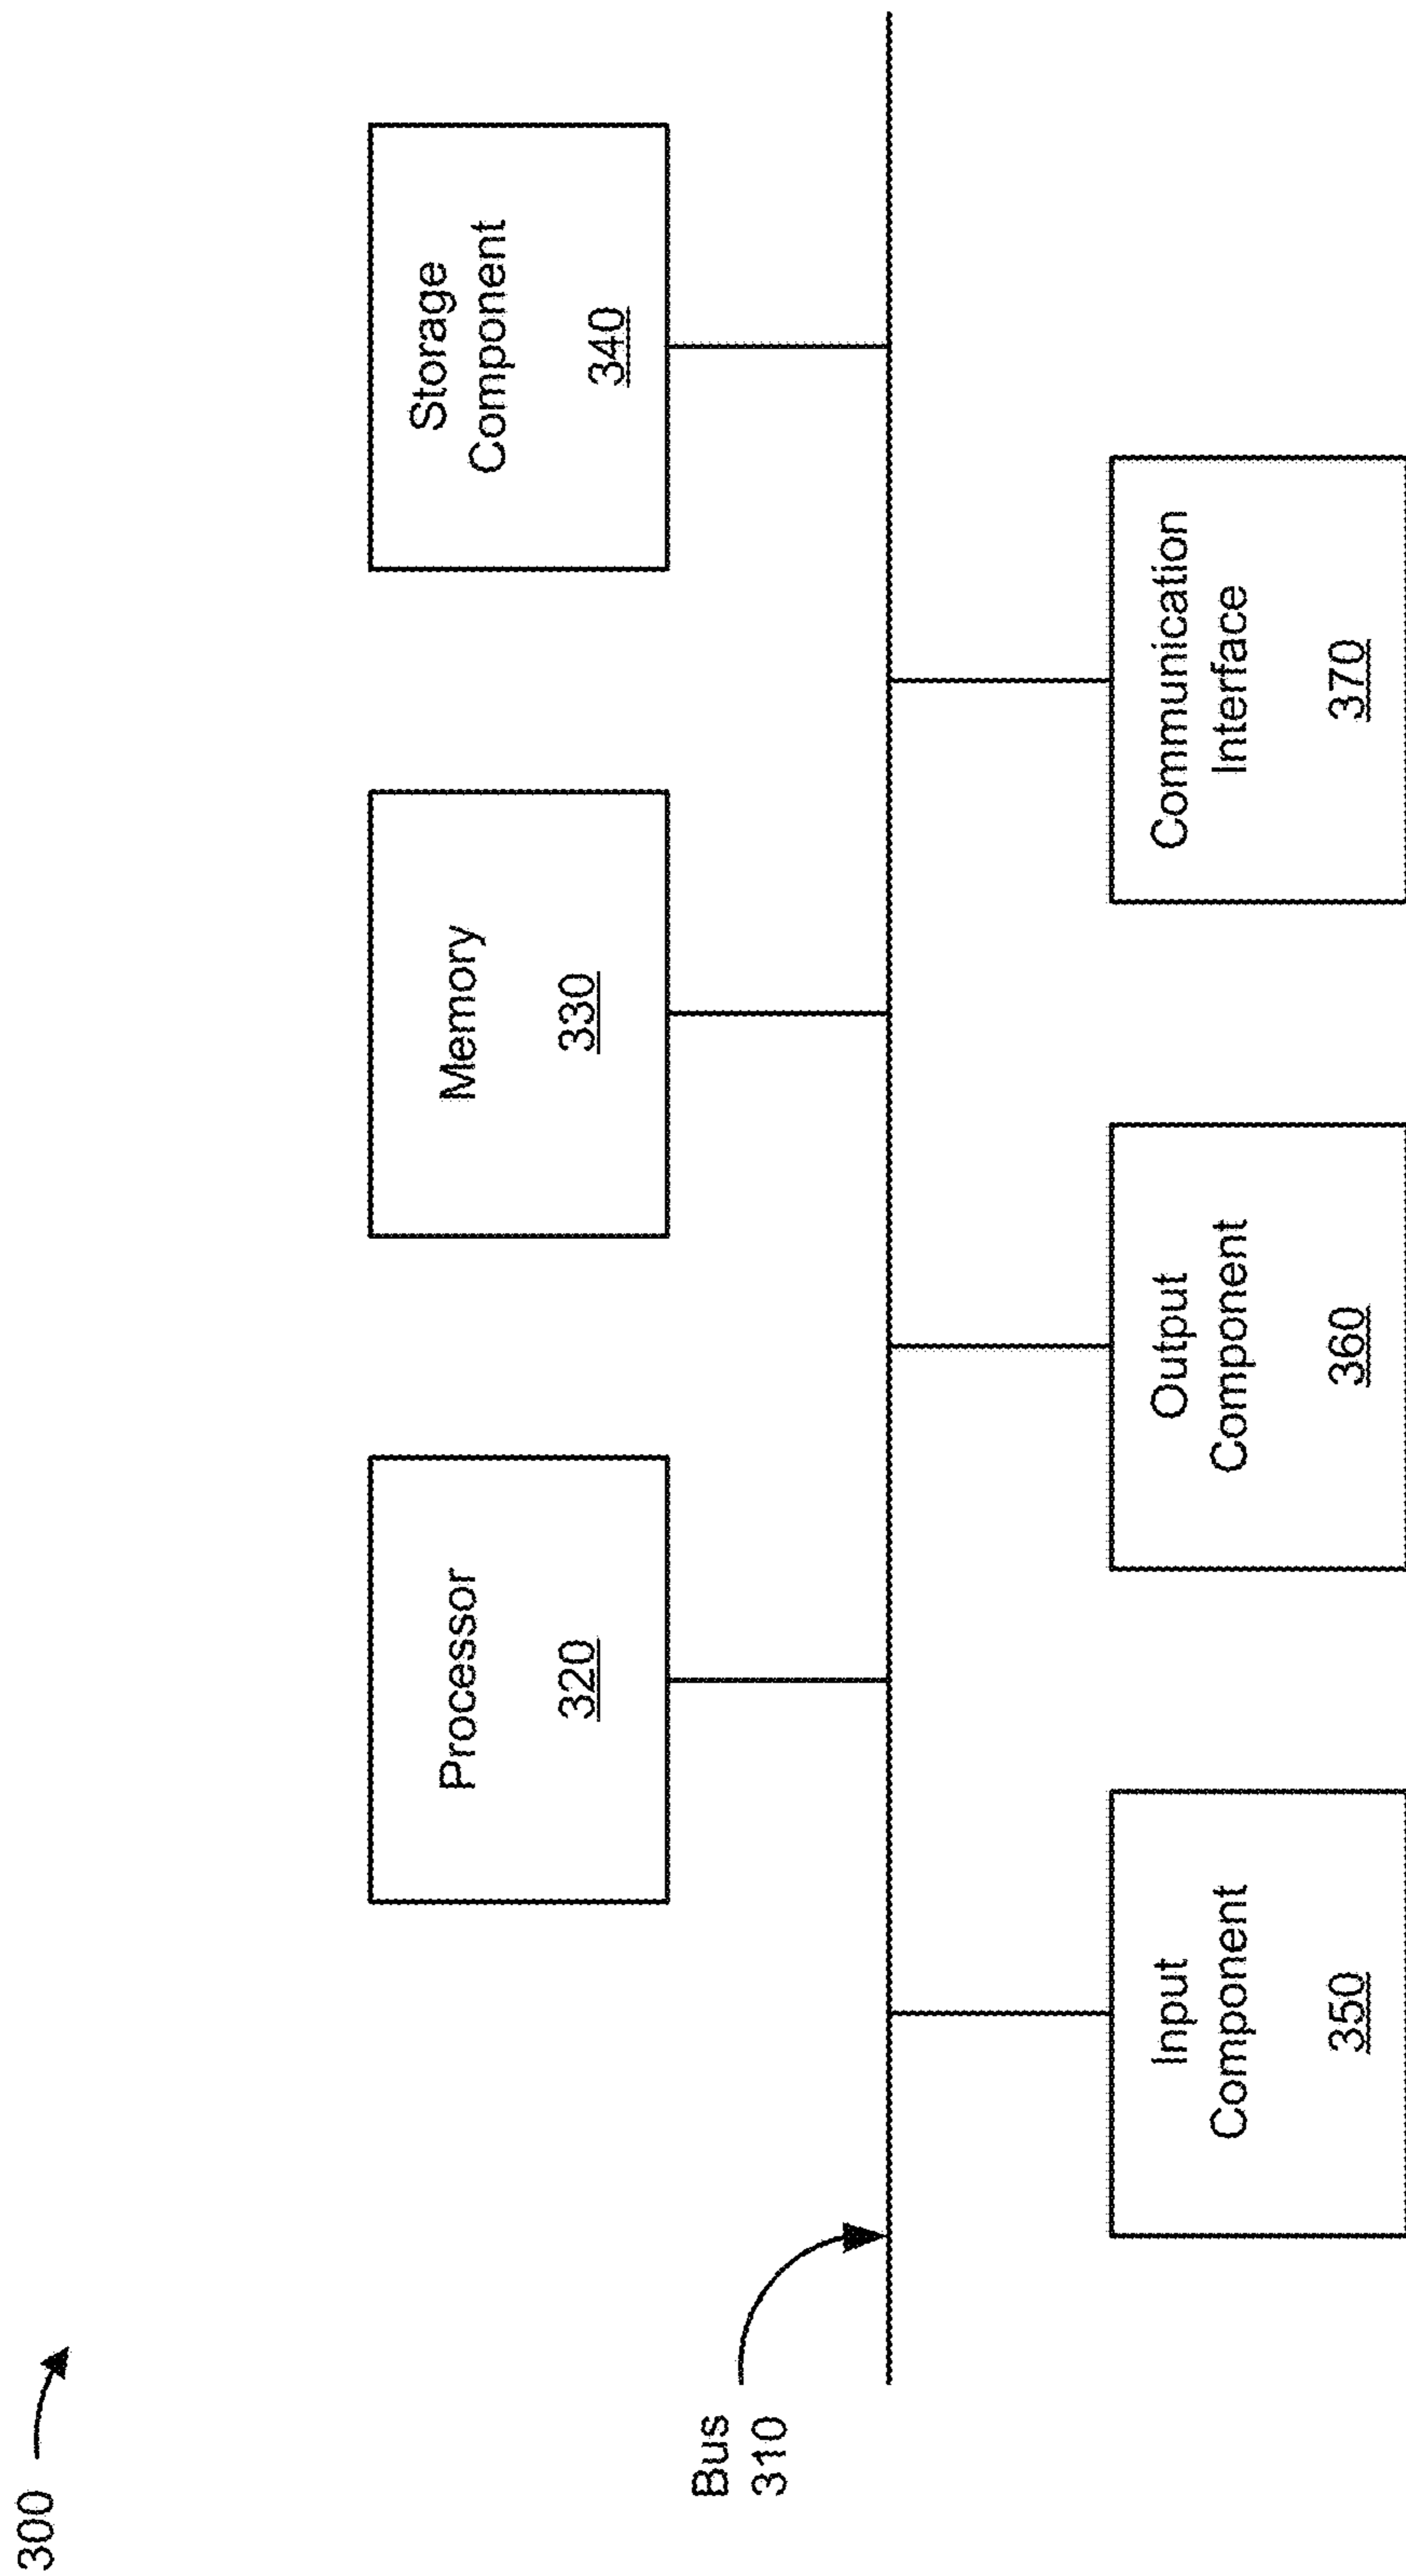 300
Processor
320
Memory
330
Storage
Component
340
Bus
310
Input
Component
350
Output
Component
360
Communication
Interface
370